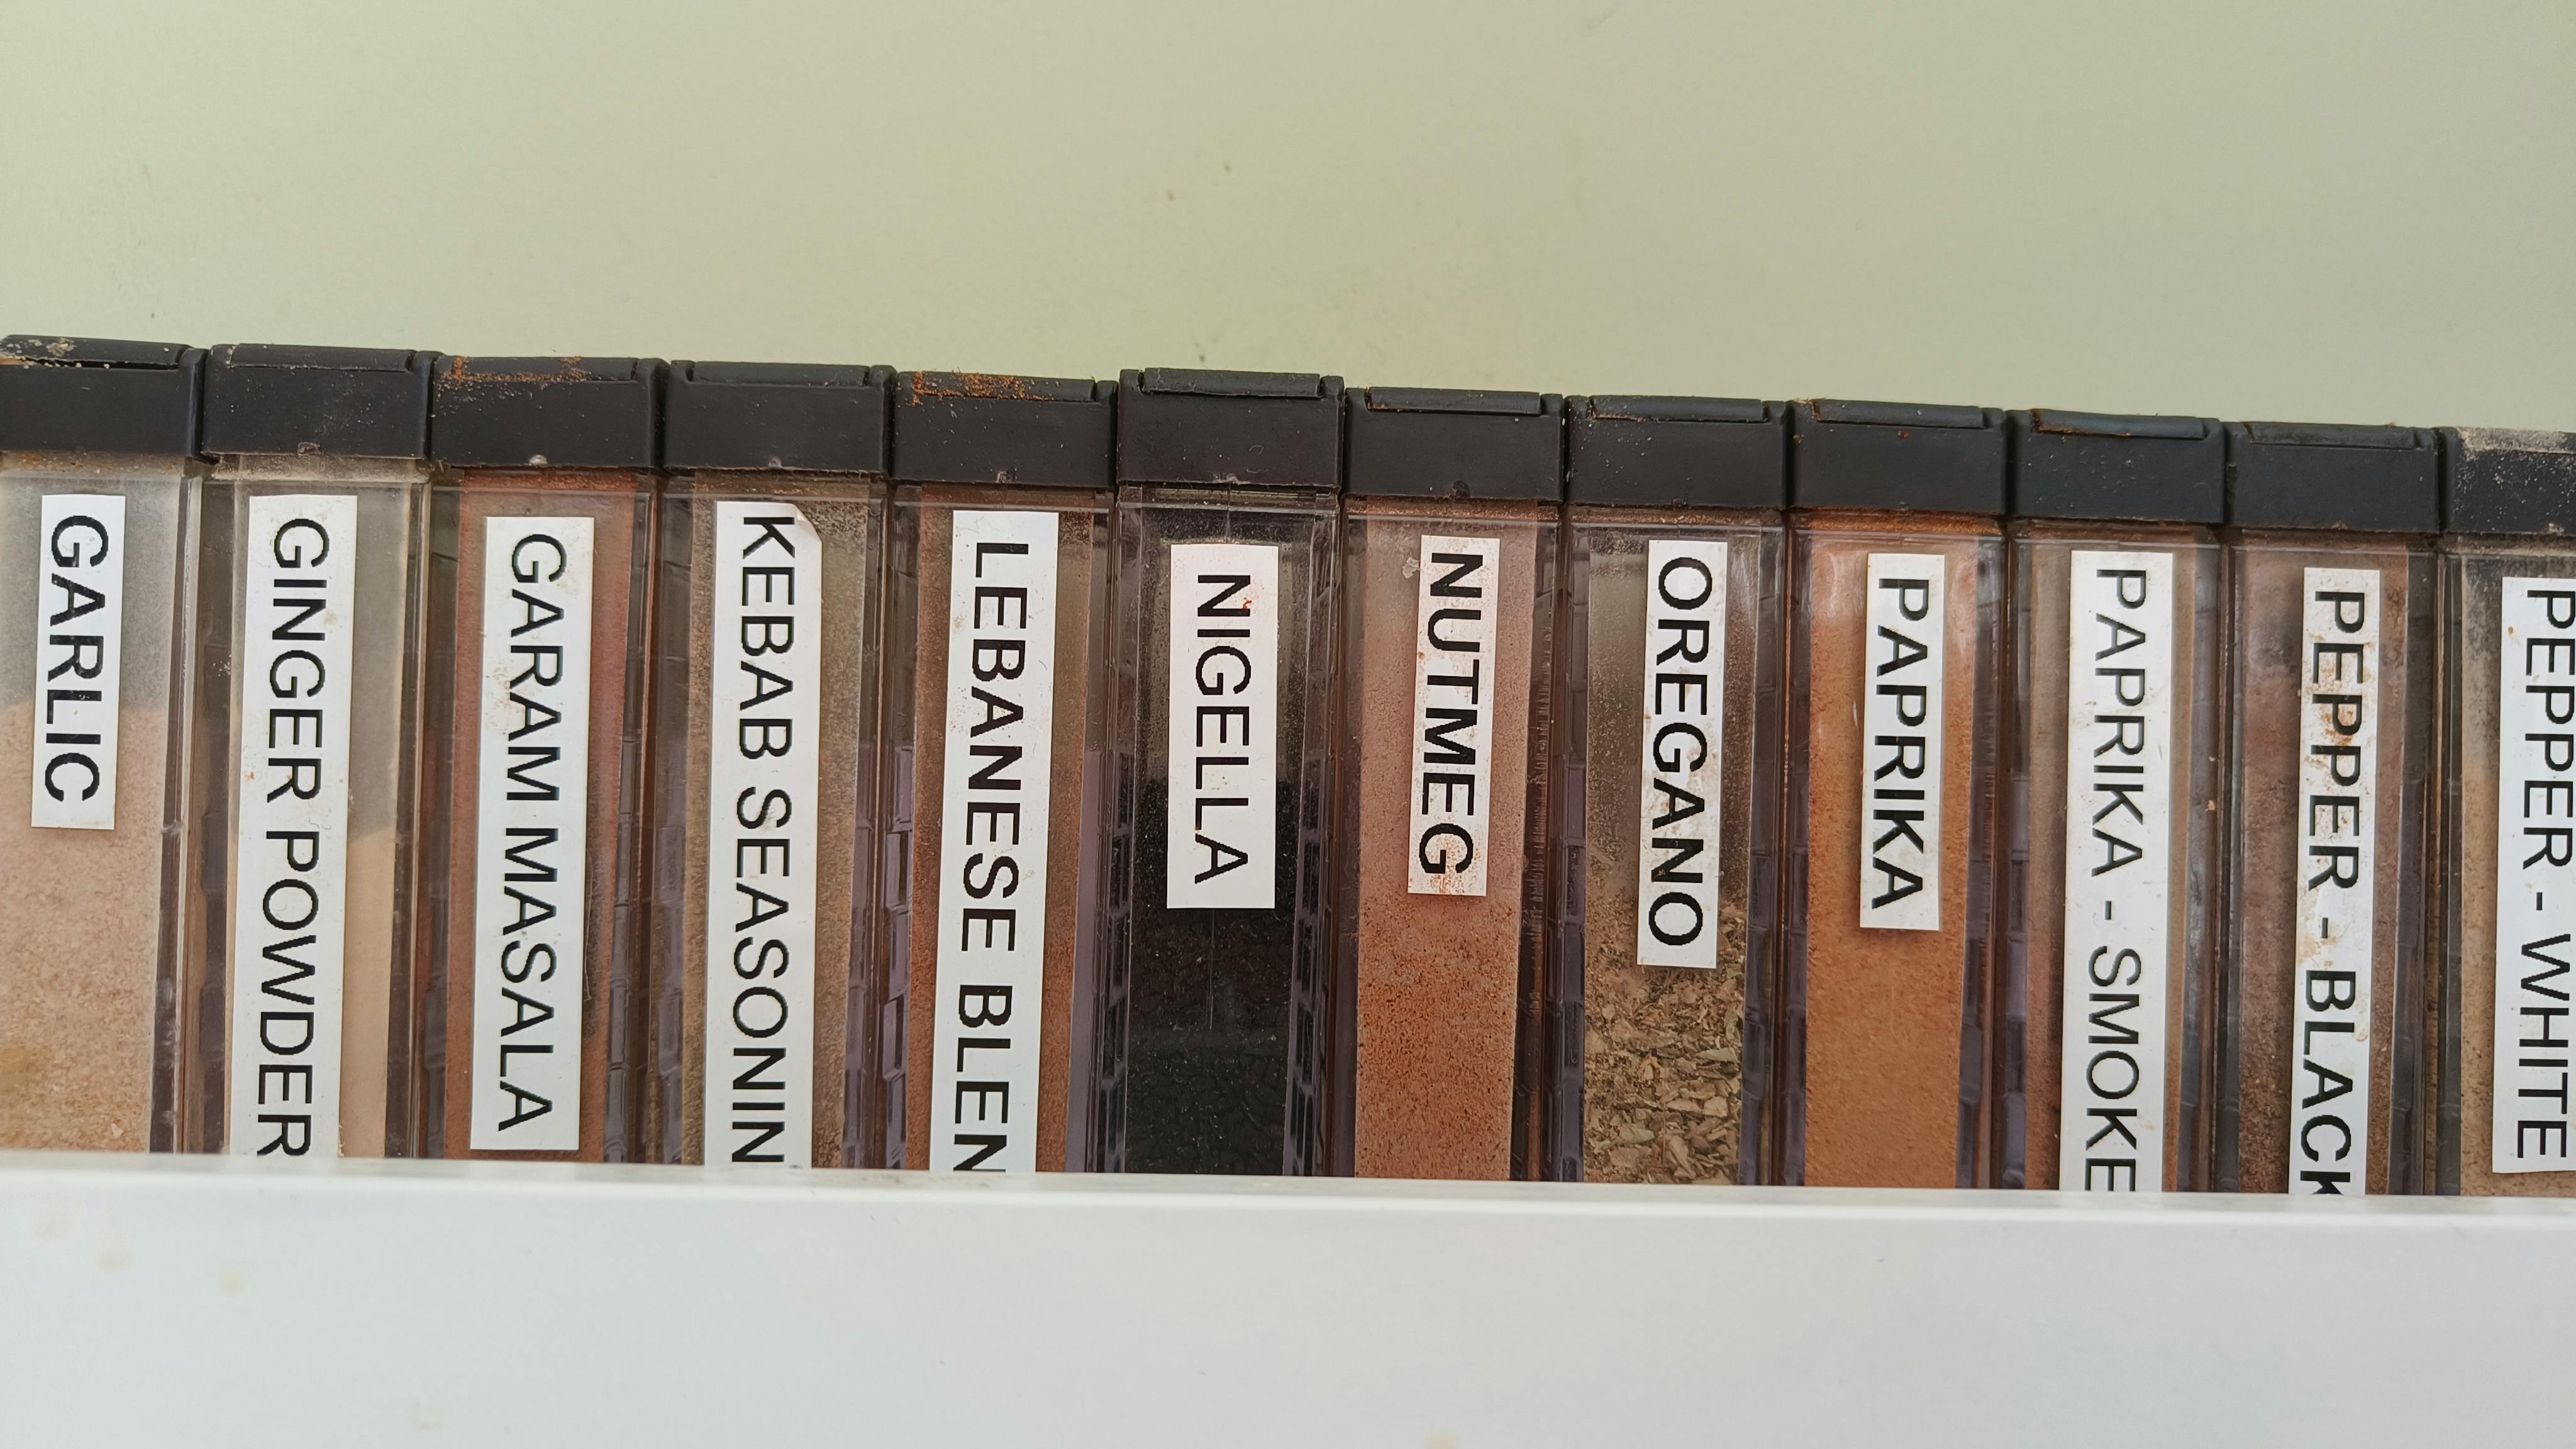 GARLIC
GINGER POWDER
GARAM MASALA
KEBAB SEASONIN
LEBANESE BLEN
NIGELLA
NUTMEG
OREGANO
PAPRIKA
PAPRIKA - SMOKE
PEPPER - BLACK
PEPPER - WHITE